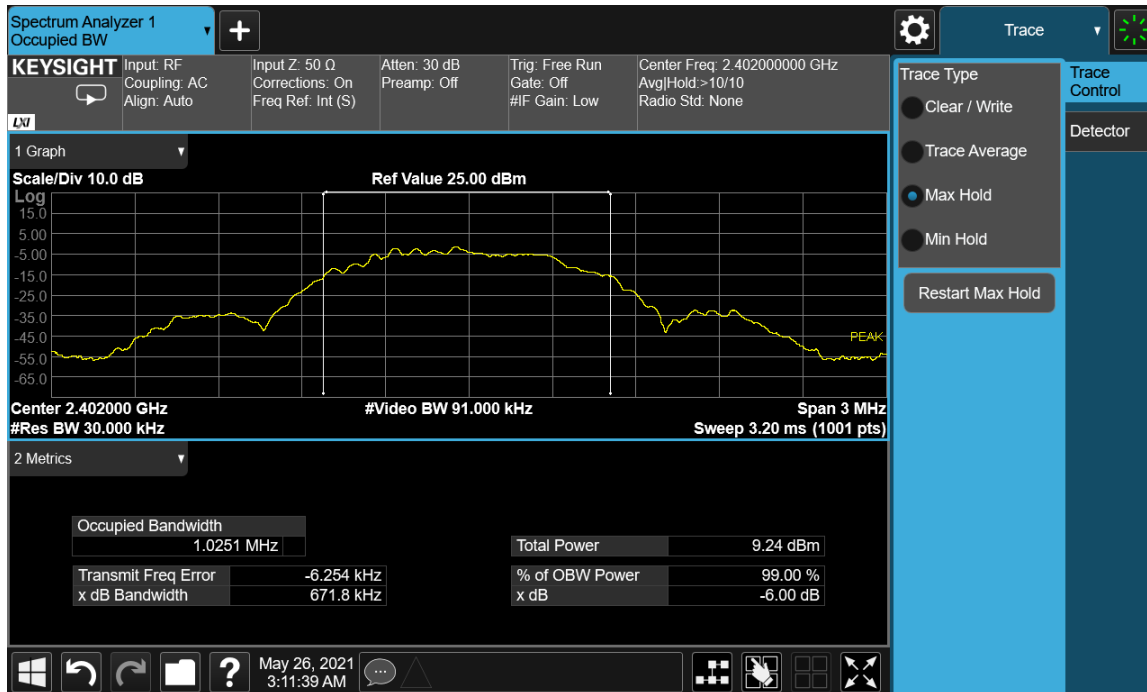 Spectrum Analyzer 1
Occupied BW
+
Trace
KEYSIGHT
LXI
Input: RF
Coupling: AC
Align: Auto
Input Z: 50 Ω
Corrections: On
Freq Ref: Int (S)
Atten: 30 dB
Preamp: Off
Trig: Free Run
Gate: Off
#IF Gain: Low
Center Freq: 2.402000000 GHz
Avg|Hold:>10/10
Radio Std: None
Trace Type
Clear / Write
Trace Average
Max Hold
Min Hold
Restart Max Hold
Trace
Control
Detector
1 Graph
Scale/Div 10.0 dB
Ref Value 25.00 dBm
Log
15.0
5.00
-5.00
-15.0
-25.0
-35.0
-45.0
-55.0
-65.0
PEAK
Center 2.402000 GHz
#Video BW 91.000 kHz
Span 3 MHz
#Res BW 30.000 kHz
Sweep 3.20 ms (1001 pts)
2 Metrics
Occupied Bandwidth
1.0251 MHz
Total Power 9.24 dBm
Transmit Freq Error -6.254 kHz
% of OBW Power 99.00 %
x dB Bandwidth 671.8 kHz
x dB -6.00 dB
?
May 26, 2021
3:11:39 AM